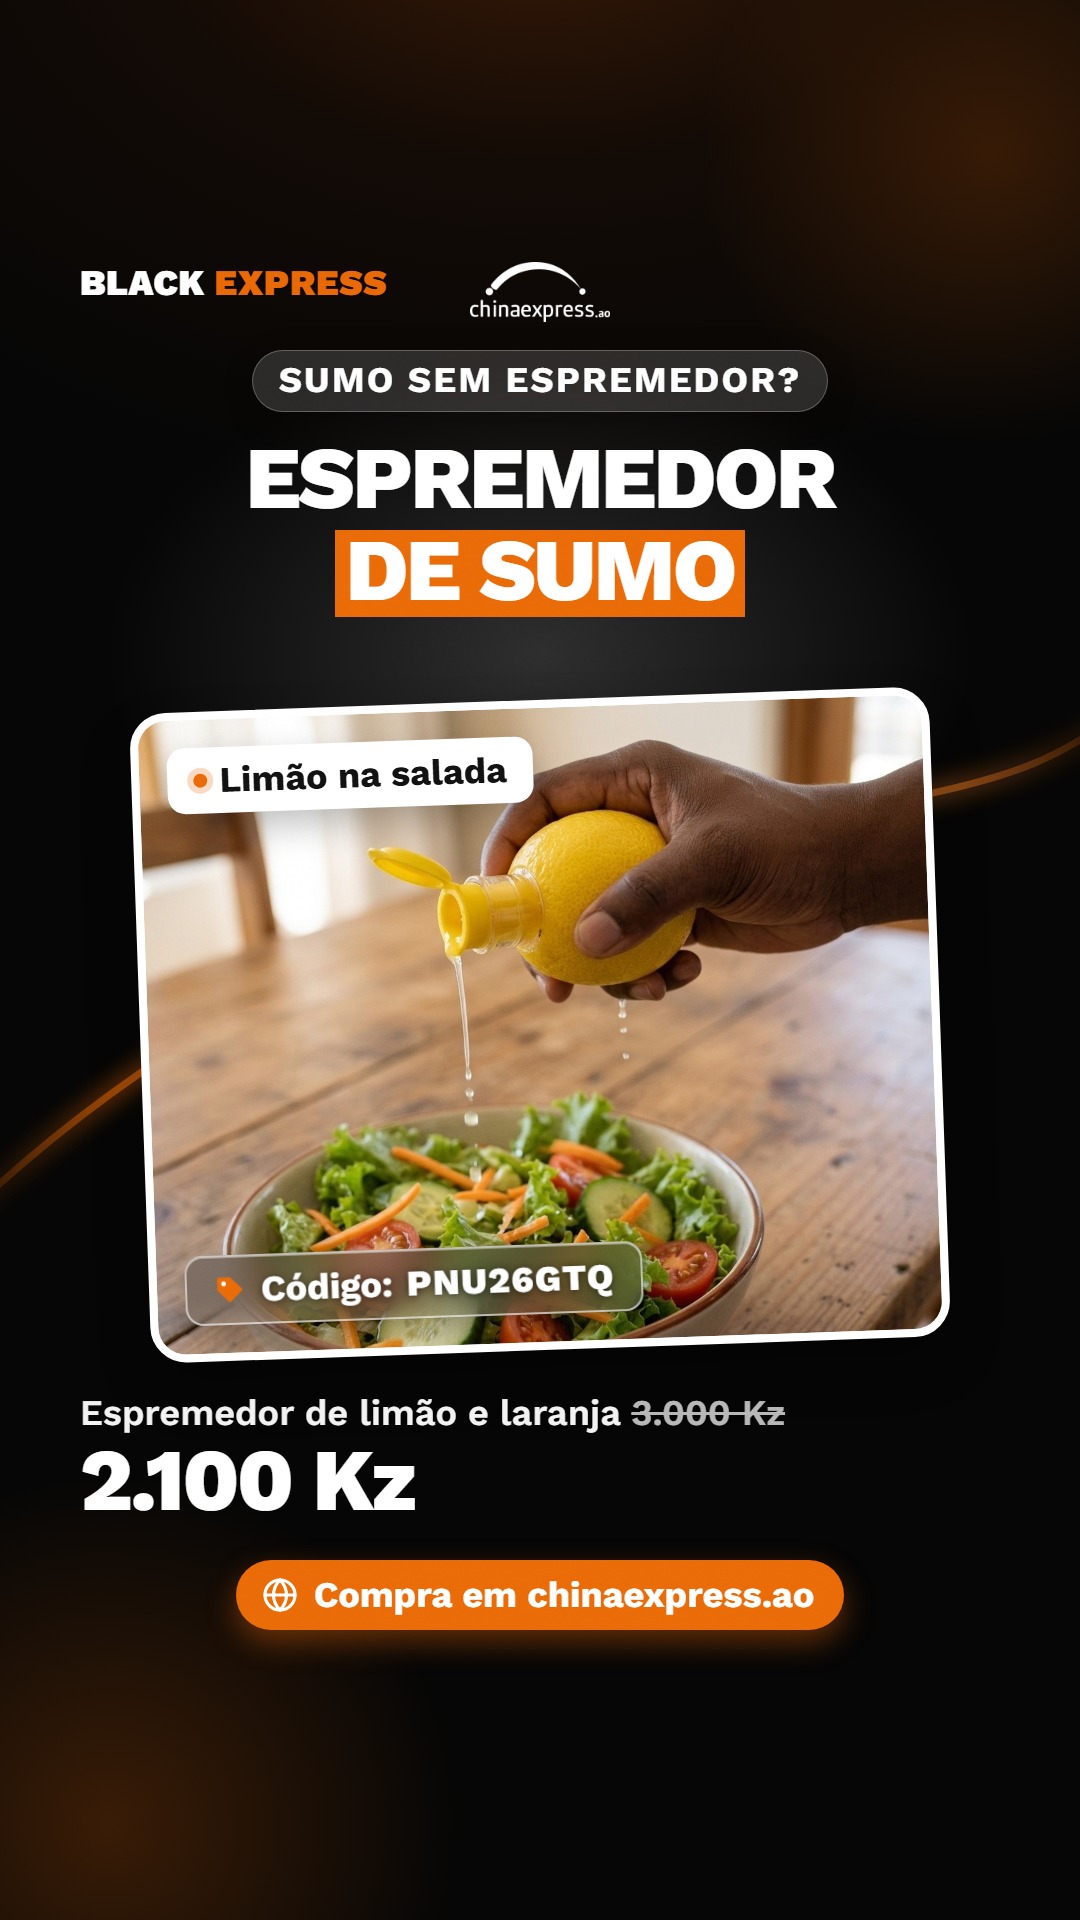 BLACK EXPRESS
chinaexpress.ao
SUMO SEM ESPREMEDOR?
ESPREMEDOR
DE SUMO
Limão na salada
Código: PNU26GTQ
Espremedor de limão e laranja 3.000 Kz
2.100 Kz
Compra em chinaexpress.ao